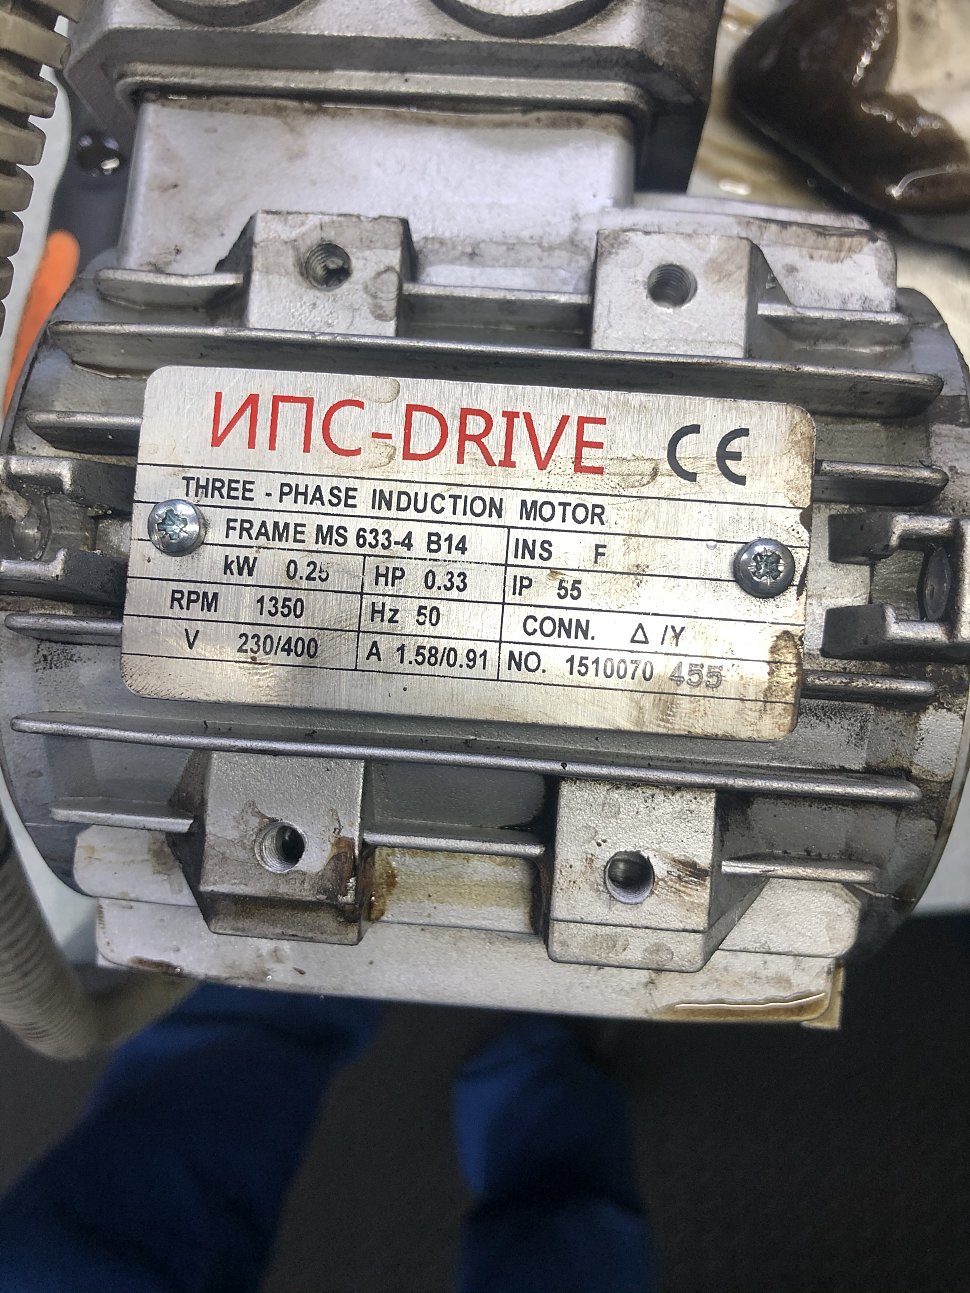 ИПС-DRIVE CE
THREE - PHASE INDUCTION MOTOR
FRAME MS 633-4 B14 INS F
kW 0.25 HP 0.33 IP 55
RPM 1350 Hz 50 CONN. Δ /Y
V 230/400 A 1.58/0.91 NO. 1510070 455